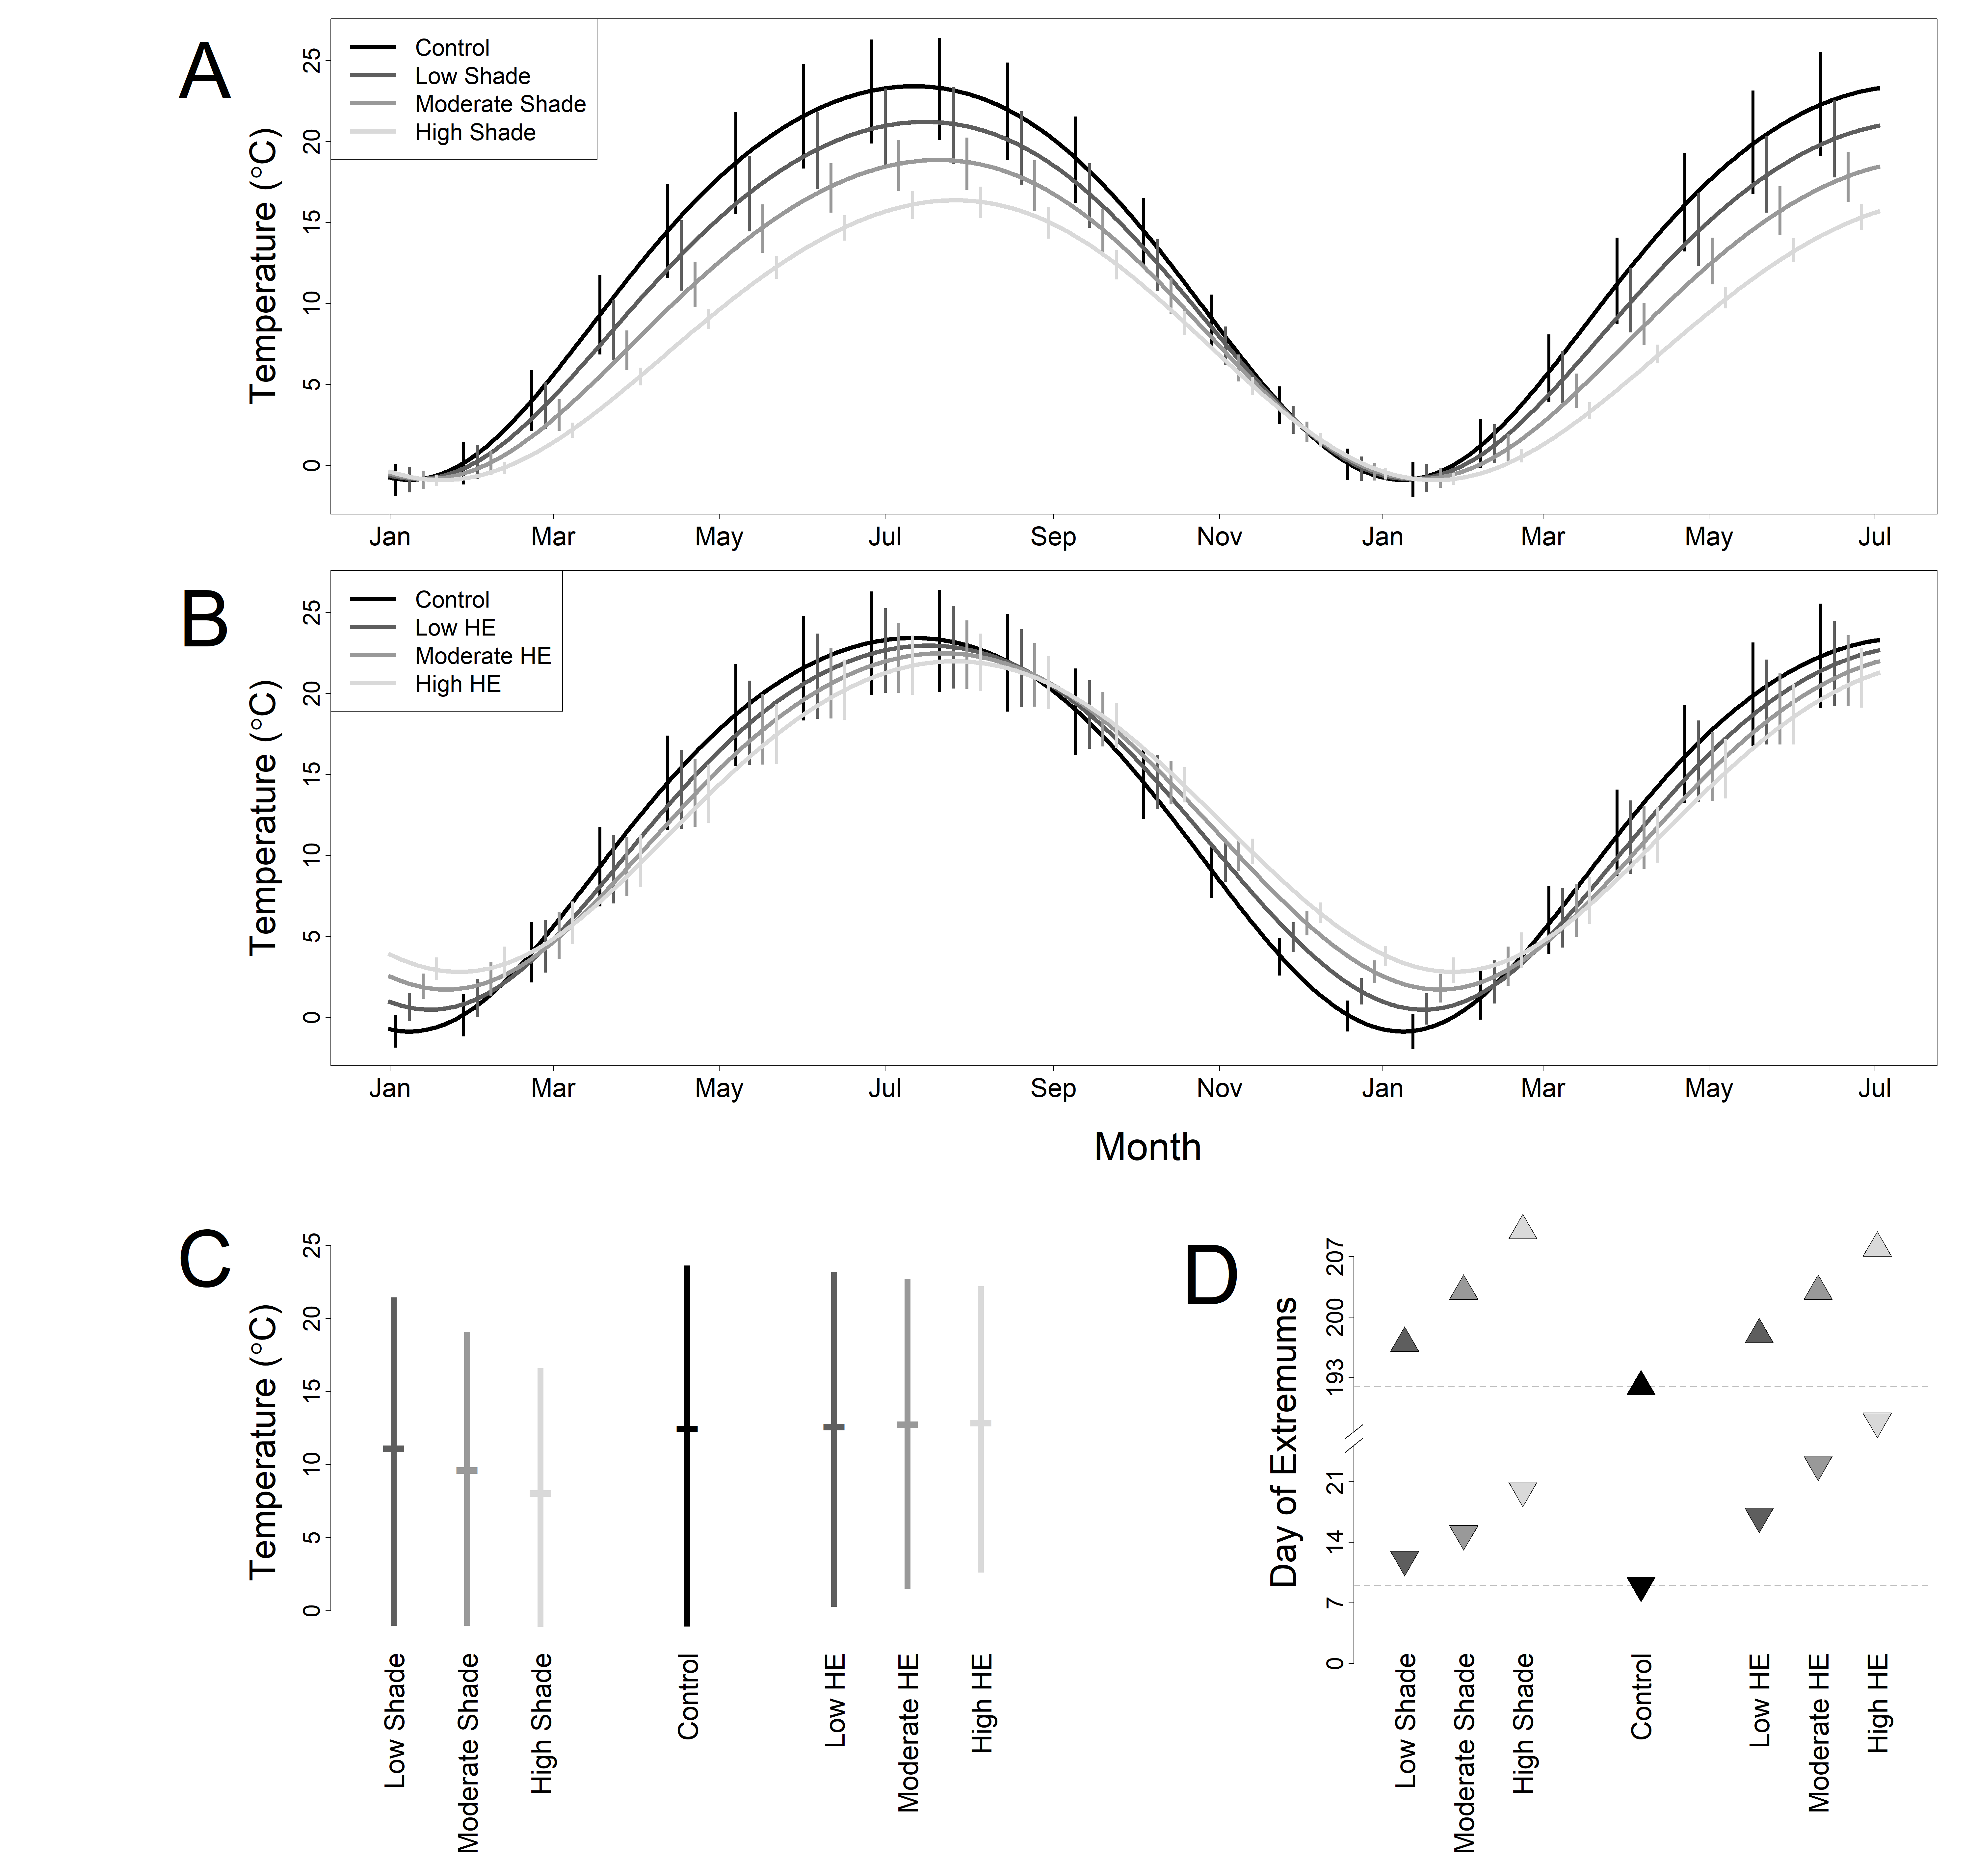 A
Control
Low Shade
Moderate Shade
High Shade
Temperature (°C)
0 5 10 15 20 25
Jan Mar May Jul Sep Nov Jan Mar May Jul
B
Control
Low HE
Moderate HE
High HE
Temperature (°C)
0 5 10 15 20 25
Jan Mar May Jul Sep Nov Jan Mar May Jul
Month
C
Temperature (°C)
0 5 10 15 20 25
Low Shade
Moderate Shade
High Shade
Control
Low HE
Moderate HE
High HE
D
Day of Extremums
0 7 14 21 193 200 207
Low Shade
Moderate Shade
High Shade
Control
Low HE
Moderate HE
High HE